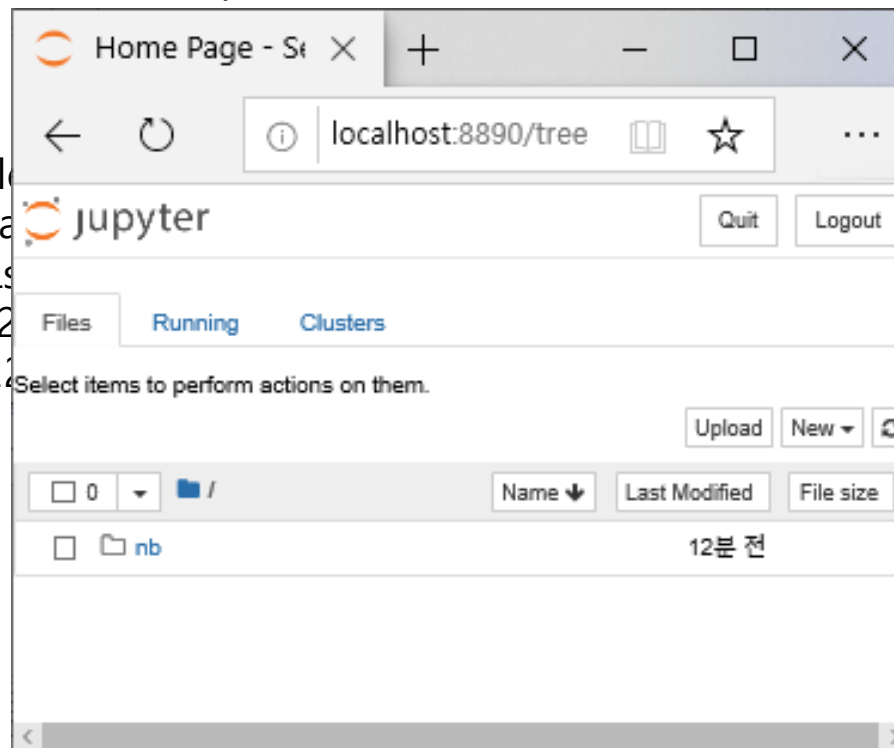 Home Page - Se
localhost:8890/tree
jupyter
Quit
Logout
Files
Running
Clusters
Select items to perform actions on them.
Upload
New
0
/
Name
Last Modified
File size
nb
12분 전